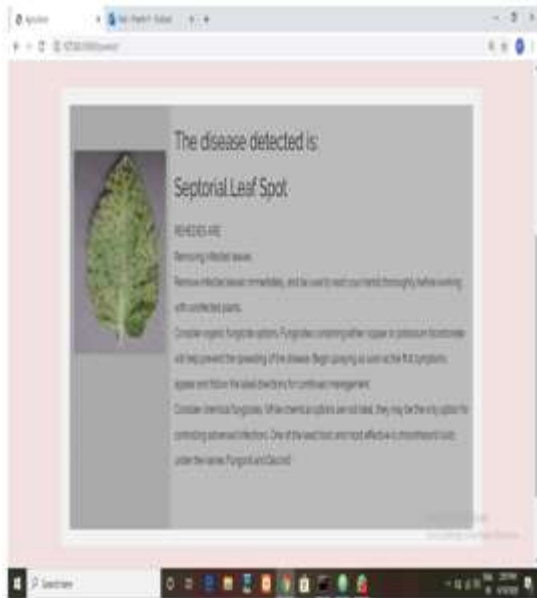 The disease detected is:
Septorial Leaf Spot
REMEDIES ARE
Removing infected leaves.
Remove infected leaves immediately, and be sure to wash your hands thoroughly before working
with uninfected plants.
Consider organic fungicide options. Fungicides containing either copper or potassium bicarbonate
will help prevent the spreading of the disease. Begin spraying as soon as the first symptoms
appear and follow the label directions for continued management.
Consider chemical fungicides. While chemical options are not ideal, they may be the only option for
controlling advanced infections. One of the least toxic and most effective is chlorothalonil (sold
under the names Fungonil and Daconil)